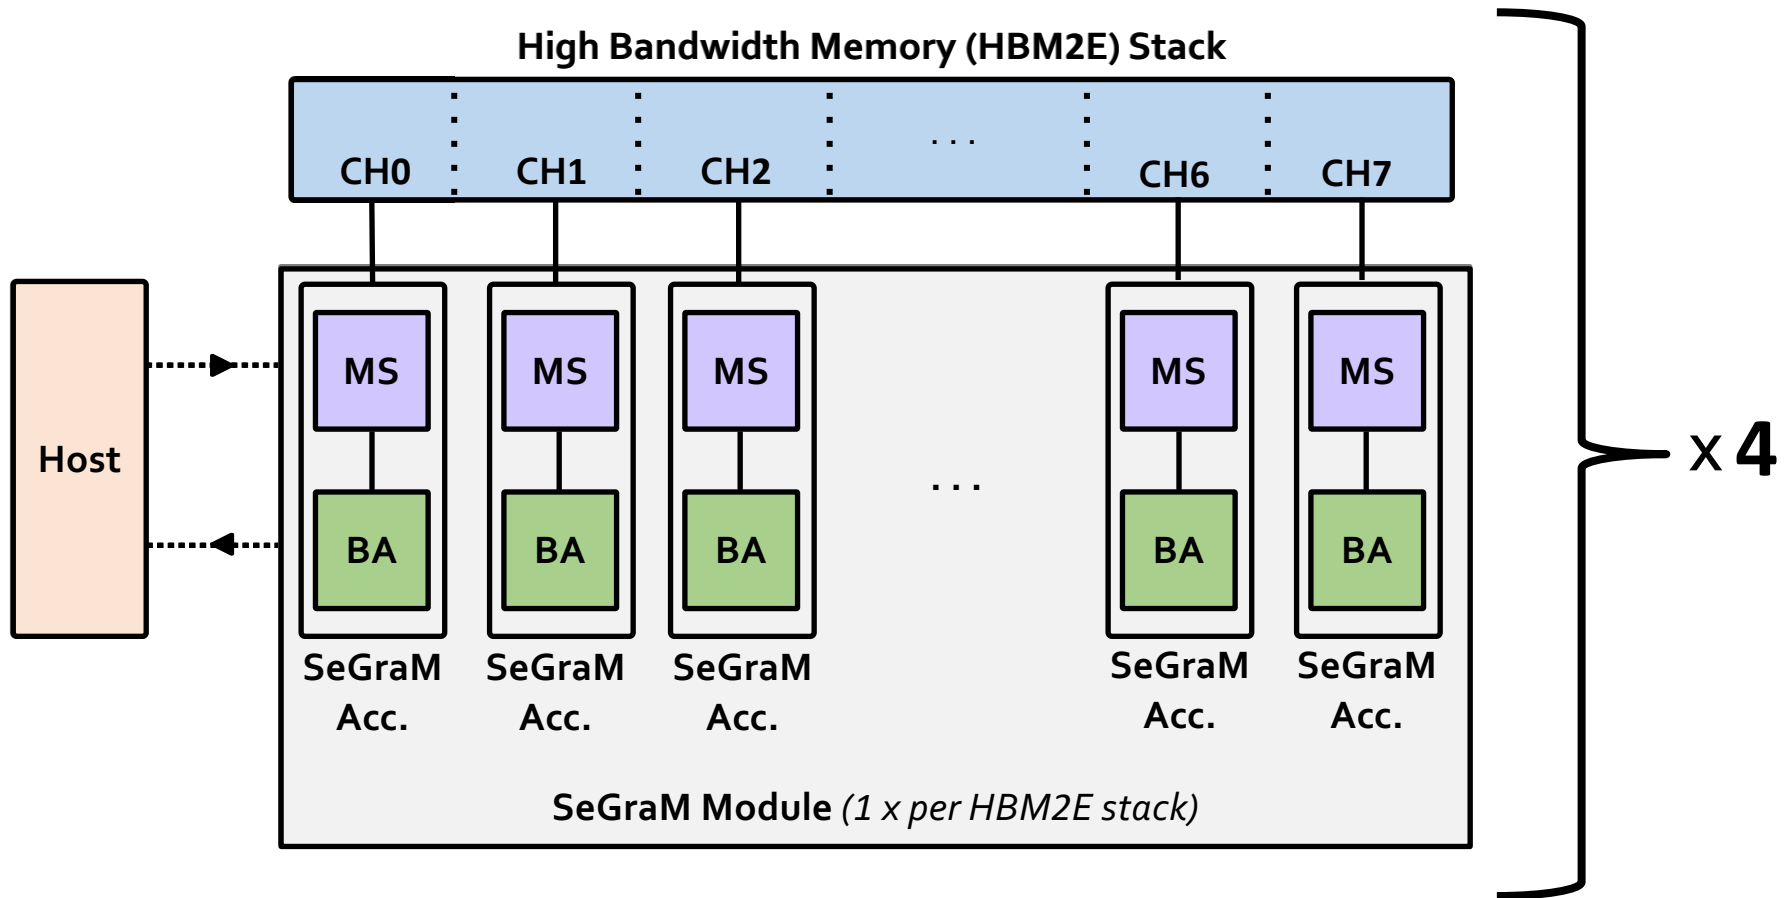 High Bandwidth Memory (HBM2E) Stack
. . .
CH0 CH1 CH2 CH6 CH7
MS MS MS MS MS
Host
x 4
. . .
BA BA BA BA BA
SeGraM SeGraM SeGraM SeGraM SeGraM
Acc. Acc. Acc. Acc. Acc.
SeGraM Module (1 x per HBM2E stack)